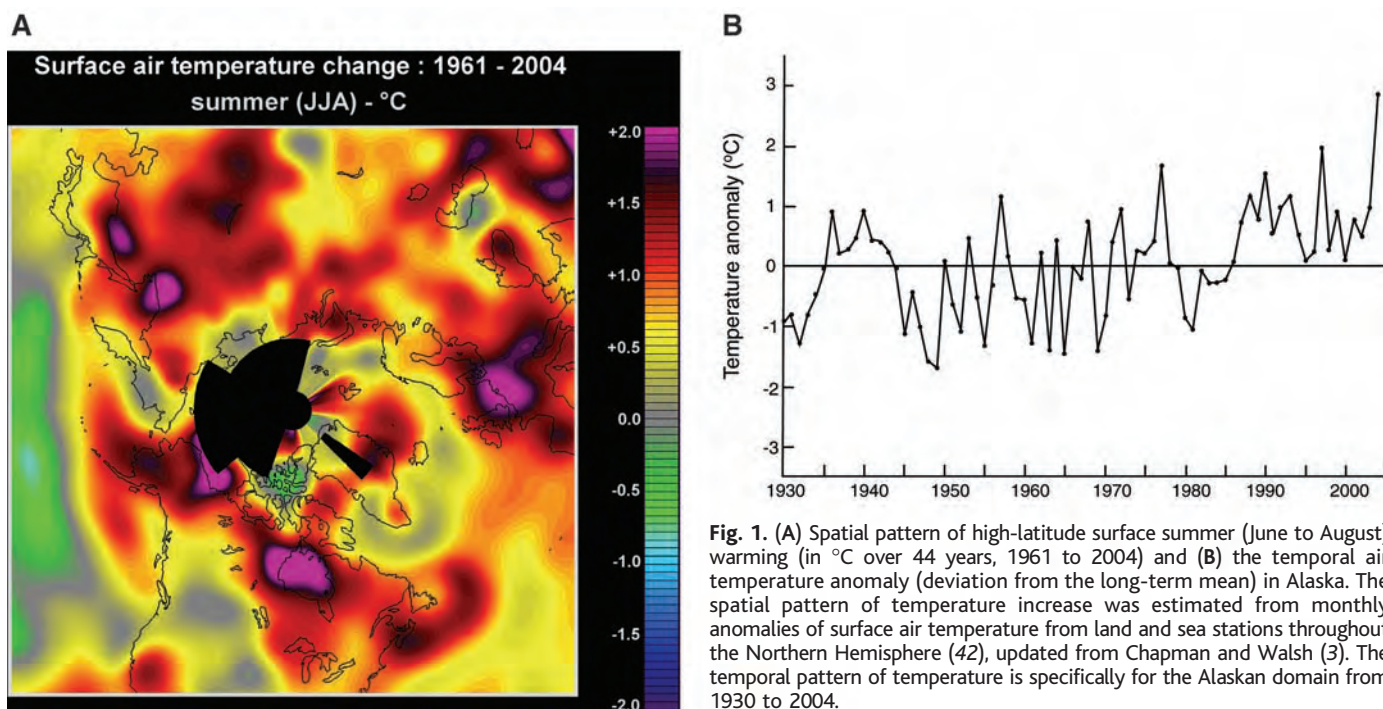 A
Surface air temperature change : 1961 - 2004
summer (JJA) - °C
+2.0
+1.5
+1.0
+0.5
0.0
-0.5
-1.0
-1.5
-2.0
B
Temperature anomaly (°C)
3
2
1
0
-1
-2
-3
1930 1940 1950 1960 1970 1980 1990 2000
Fig. 1. (A) Spatial pattern of high-latitude surface summer (June to August)
warming (in °C over 44 years, 1961 to 2004) and (B) the temporal air
temperature anomaly (deviation from the long-term mean) in Alaska. The
spatial pattern of temperature increase was estimated from monthly
anomalies of surface air temperature from land and sea stations throughout
the Northern Hemisphere (42), updated from Chapman and Walsh (3). The
temporal pattern of temperature is specifically for the Alaskan domain from
1930 to 2004.